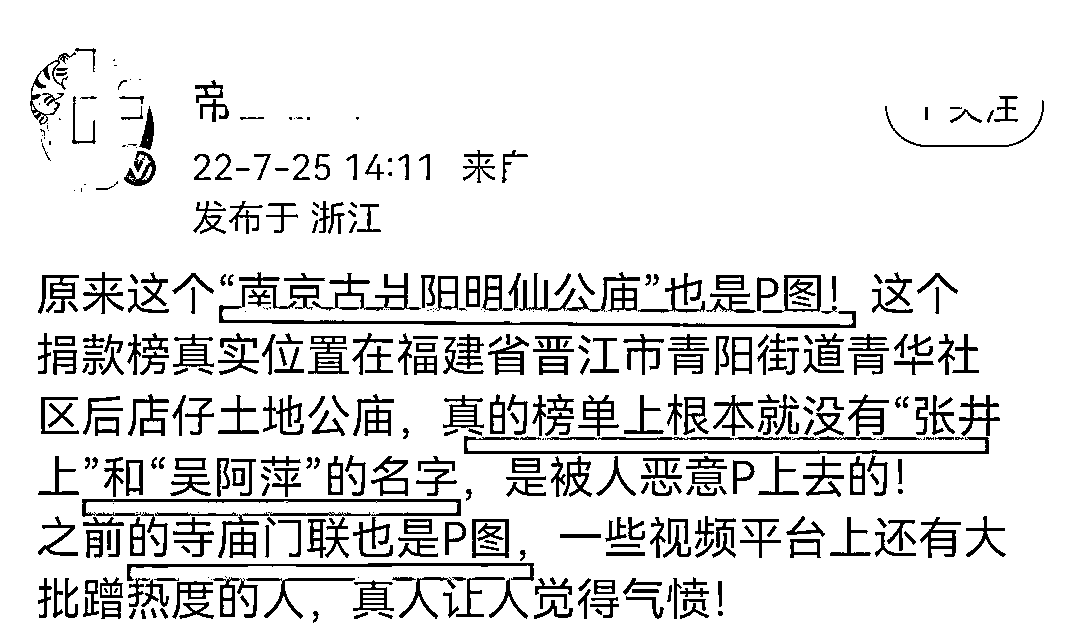 帝
22-7-25 14:11 来
发布于 浙江
原来这个“南京古 阳明仙公庙”也是P图！这个
捐款榜真实位置在福建省晋江市青阳街道青华社
区后店仔土地公庙，真的榜单上根本就没有“张井
上”和“吴阿萍”的名字，是被人恶意P上去的！
之前的寺庙门联也是P图，一些视频平台上还有大
批蹭热度的人，真人让人觉得气愤！